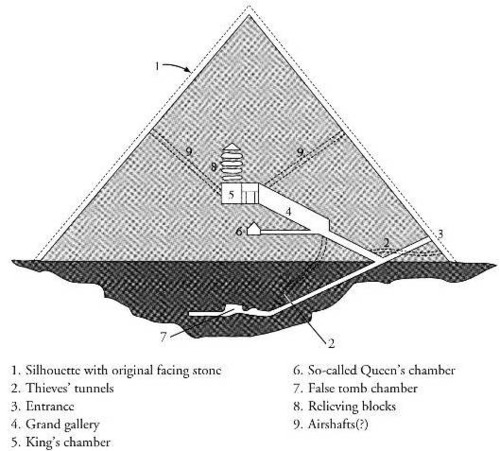 1
9
9
8
5
4
6
2
3
7
2
1. Silhouette with original facing stone
2. Thieves' tunnels
3. Entrance
4. Grand gallery
5. King's chamber
6. So-called Queen's chamber
7. False tomb chamber
8. Relieving blocks
9. Airshafts(?)